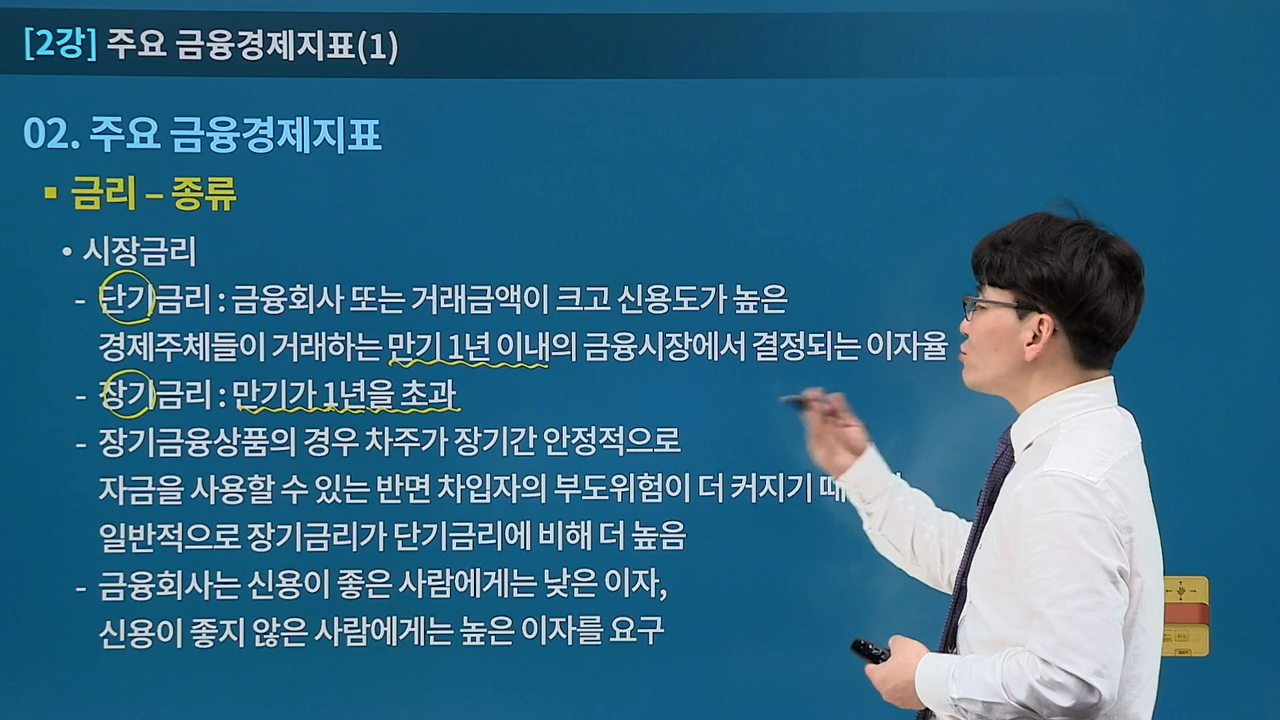 [2강] 주요 금융경제지표(1)
02. 주요 금융경제지표
▪ 금리 – 종류
• 시장금리
- 단기금리 : 금융회사 또는 거래금액이 크고 신용도가 높은
경제주체들이 거래하는 만기 1년 이내의 금융시장에서 결정되는 이자율
- 장기금리 : 만기가 1년을 초과
- 장기금융상품의 경우 차주가 장기간 안정적으로
자금을 사용할 수 있는 반면 차입자의 부도위험이 더 커지기
일반적으로 장기금리가 단기금리에 비해 더 높음
- 금융회사는 신용이 좋은 사람에게는 낮은 이자,
신용이 좋지 않은 사람에게는 높은 이자를 요구